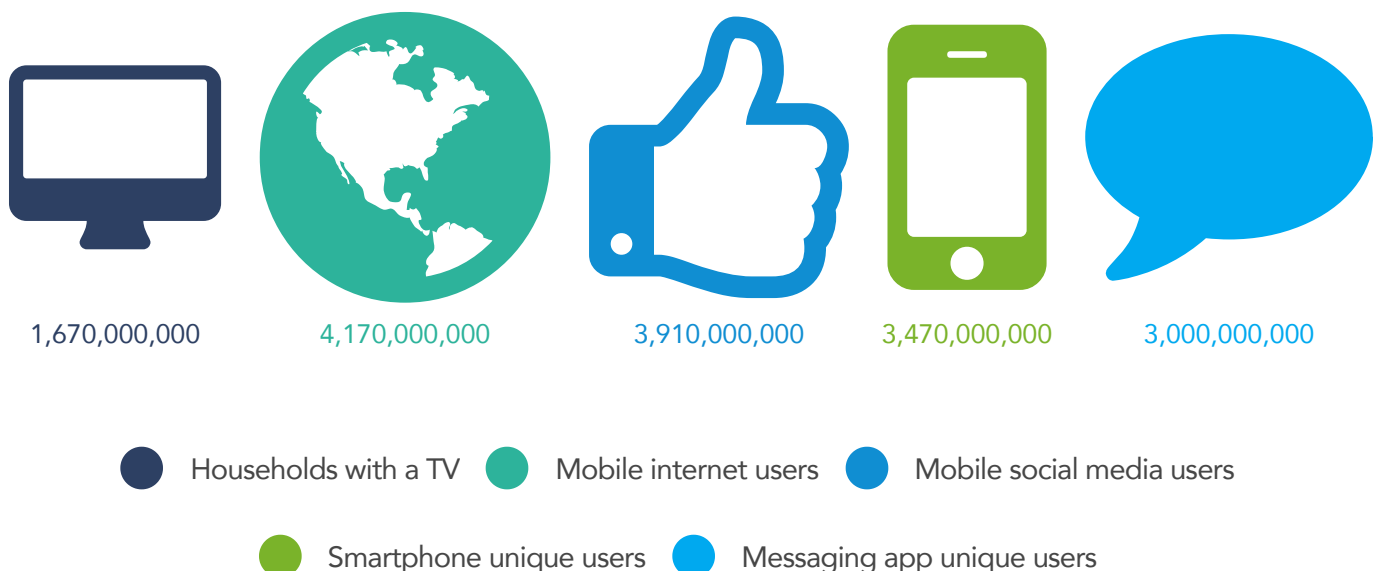 1,670,000,000 4,170,000,000 3,910,000,000 3,470,000,000 3,000,000,000
Households with a TV Mobile internet users Mobile social media users
Smartphone unique users Messaging app unique users